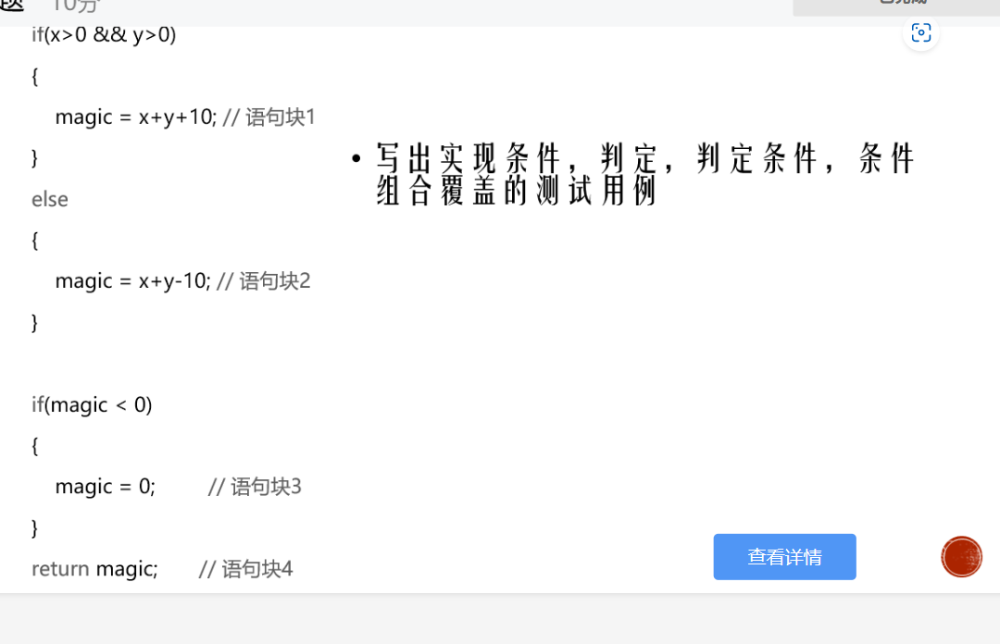 题 10分
已完成
if(x>0 && y>0)
{
magic = x+y+10; // 语句块1
}
• 写出实现条件，判定，判定条件，条件
组合覆盖的测试用例
else
{
magic = x+y-10; // 语句块2
}
if(magic < 0)
{
magic = 0; // 语句块3
}
查看详情
return magic; // 语句块4